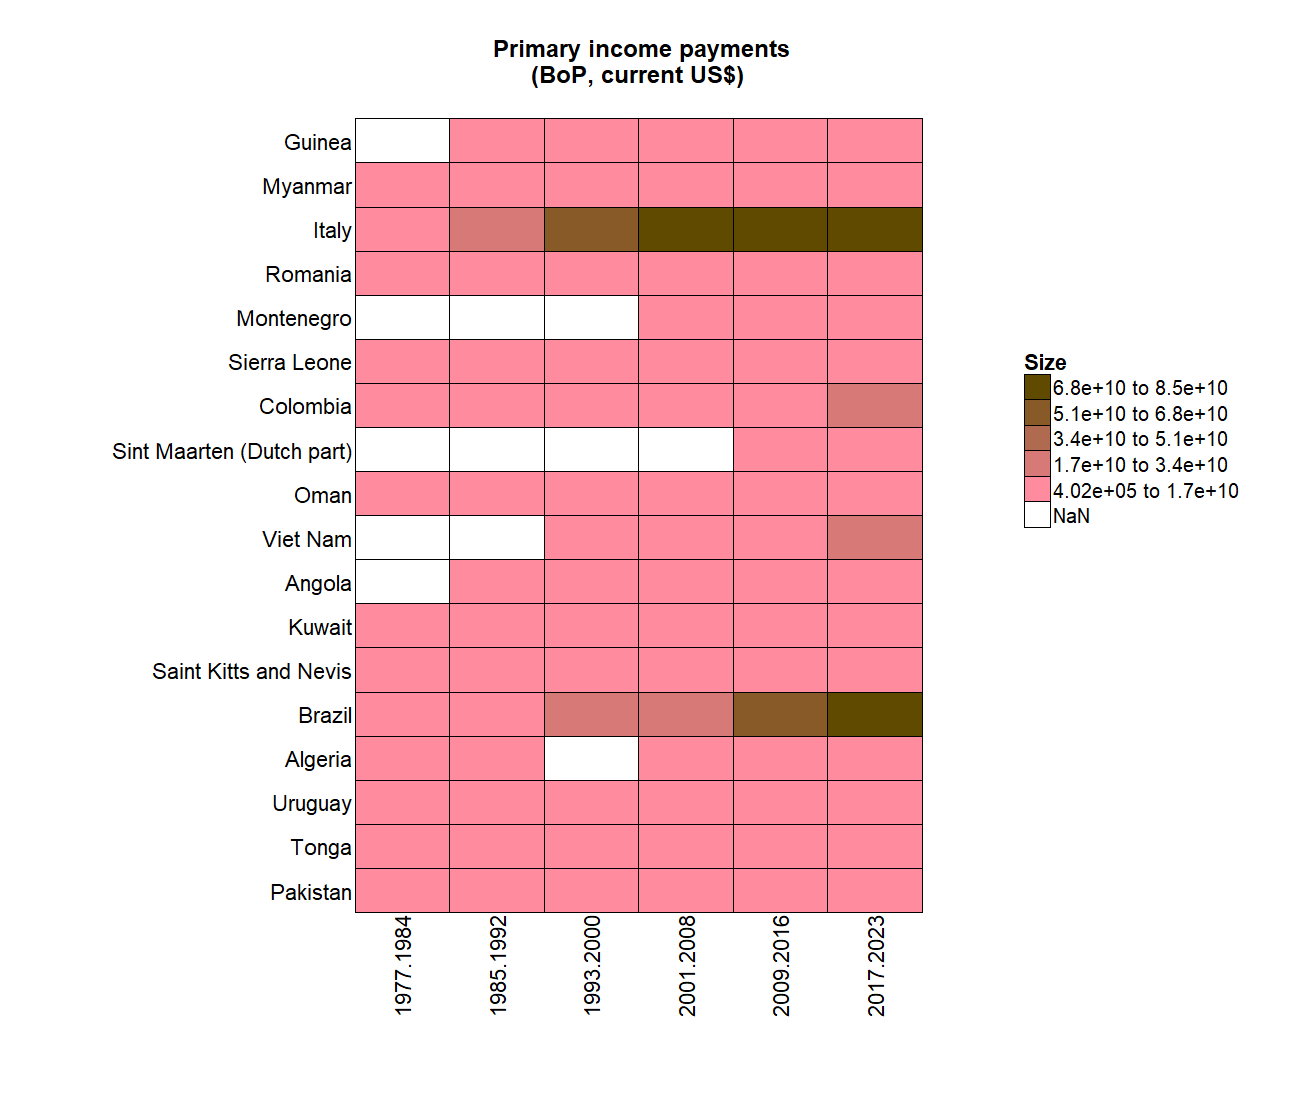 Primary income payments
(BoP, current US$)
Guinea
Myanmar
Italy
Romania
Montenegro
Sierra Leone
Colombia
Sint Maarten (Dutch part)
Oman
Viet Nam
Angola
Kuwait
Saint Kitts and Nevis
Brazil
Algeria
Uruguay
Tonga
Pakistan
1977.1984
1985.1992
1993.2000
2001.2008
2009.2016
2017.2023
Size
6.8e+10 to 8.5e+10
5.1e+10 to 6.8e+10
3.4e+10 to 5.1e+10
1.7e+10 to 3.4e+10
4.02e+05 to 1.7e+10
NaN